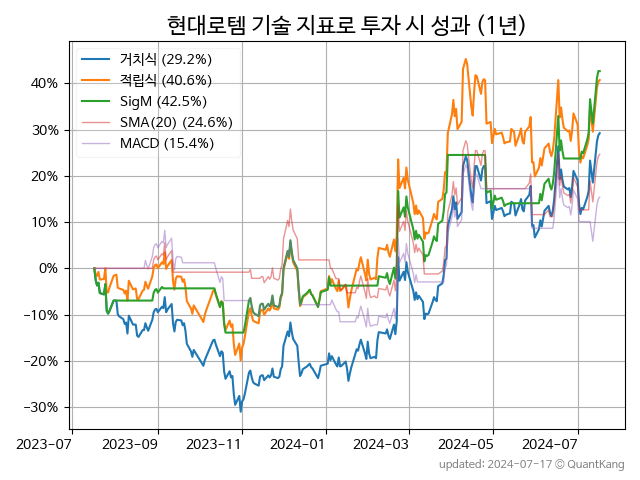 현대로템 기술 지표로 투자 시 성과 (1년)
거치식 (29.2%)
적립식 (40.6%)
SigM (42.5%)
SMA(20) (24.6%)
MACD (15.4%)
40%
30%
20%
10%
0%
−10%
−20%
−30%
2023-07 2023-09 2023-11 2024-01 2024-03 2024-05 2024-07
updated: 2024-07-17 © QuantKang